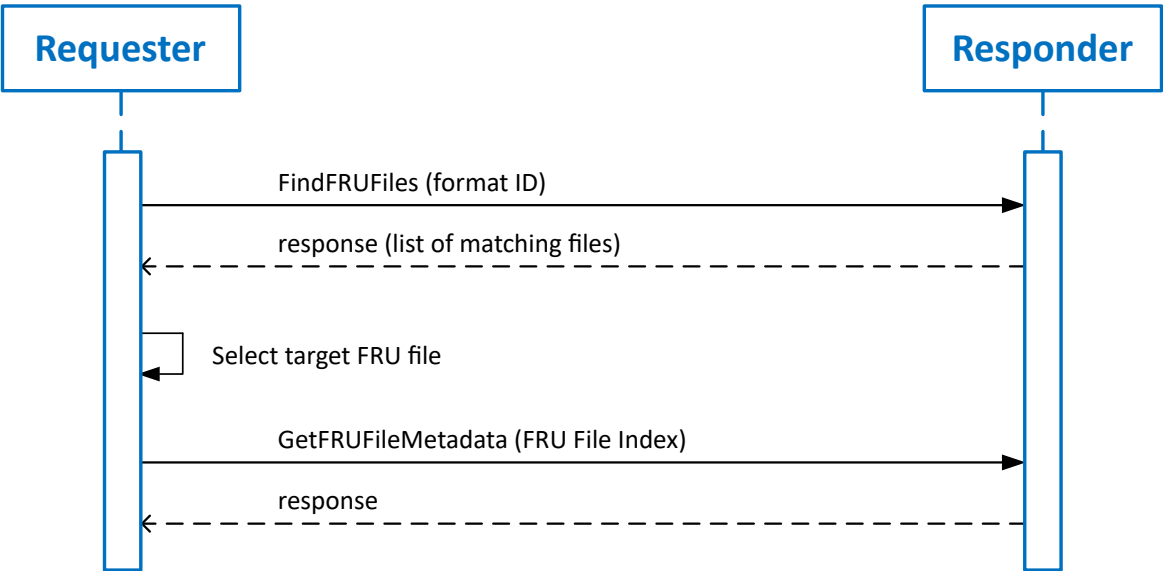 Requester
Responder
FindFRUFiles (format ID)
response (list of matching files)
Select target FRU file
GetFRUFileMetadata (FRU File Index)
response